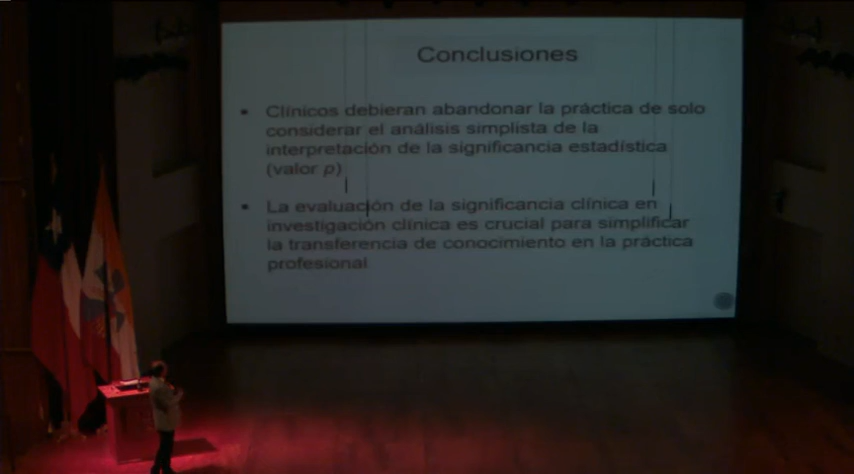 Conclusiones
• Clínicos debieran abandonar la práctica de solo
considerar el análisis simplista de la
interpretación de la significancia estadística
(valor p)
• La evaluación de la significancia clínica en
investigación clínica es crucial para simplificar
la transferencia de conocimiento en la práctica
profesional